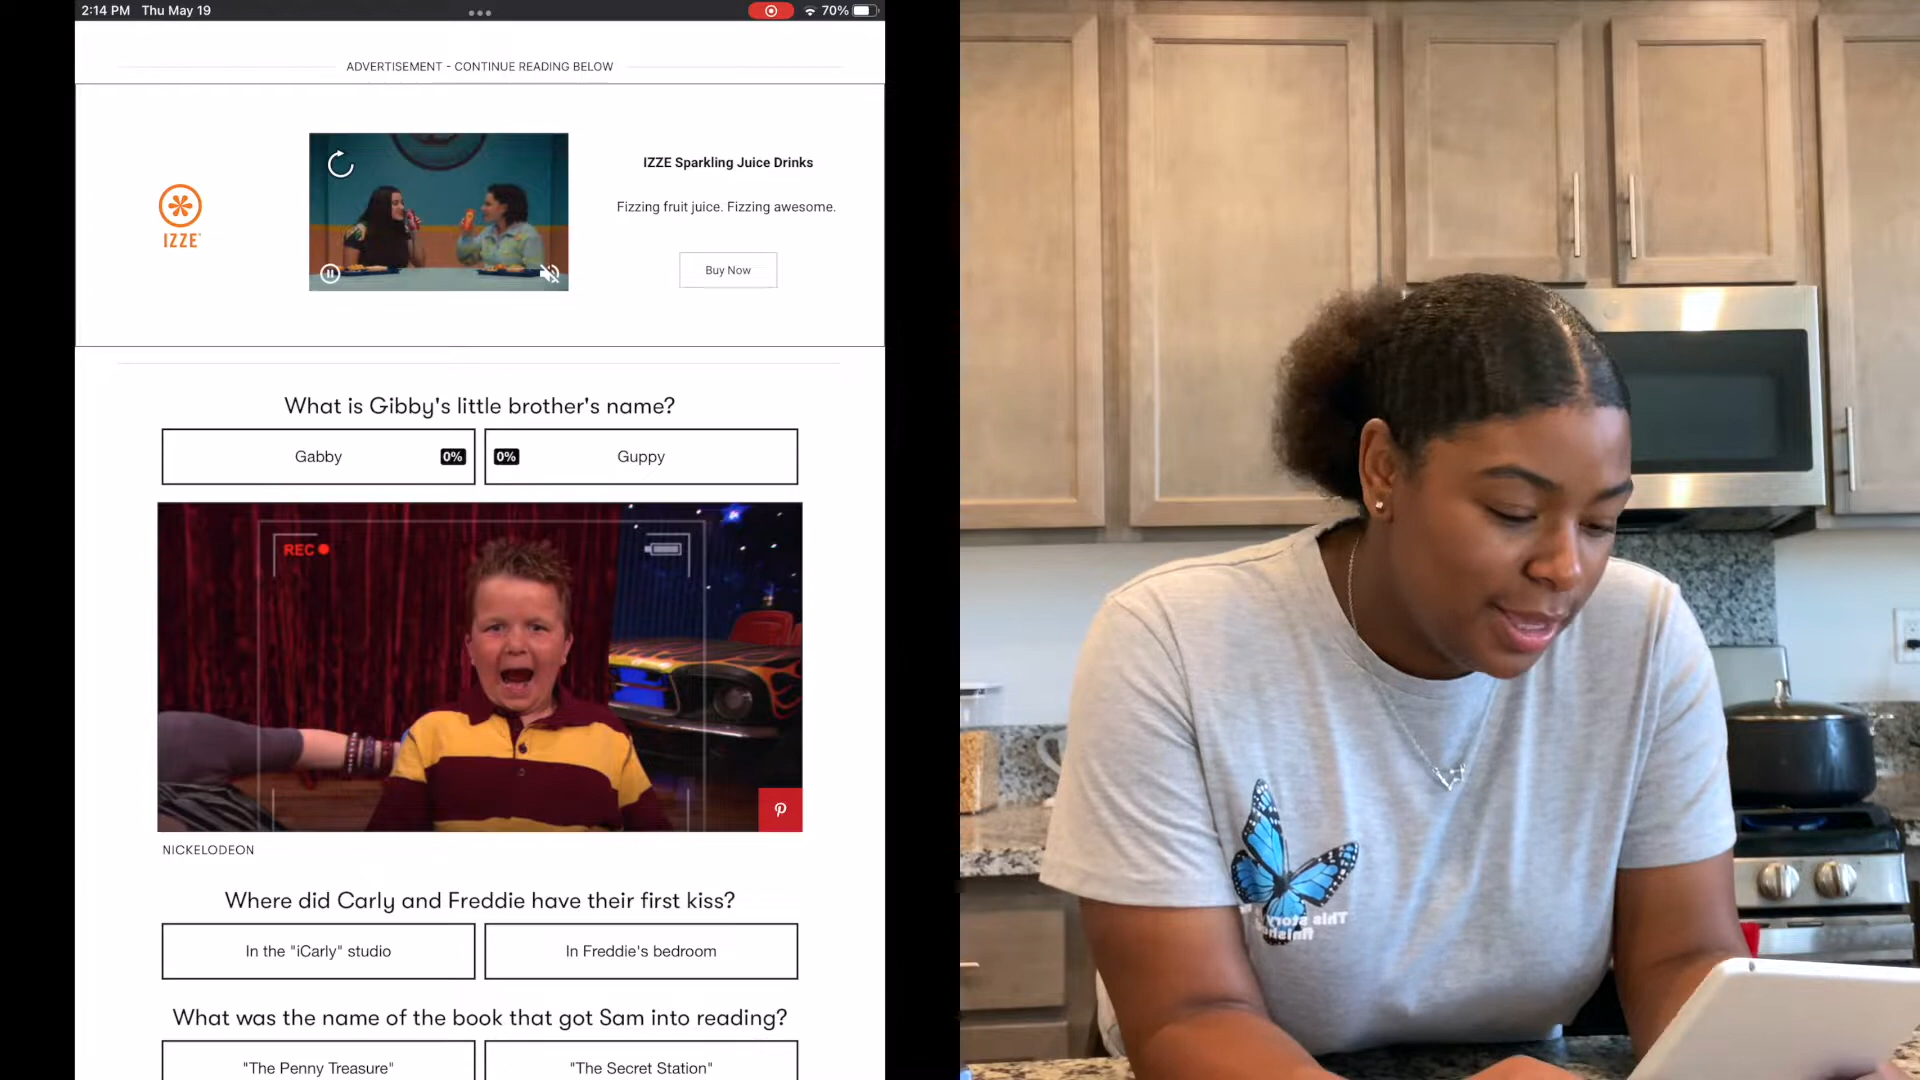 2:14 PM Thu May 19
70%
ADVERTISEMENT - CONTINUE READING BELOW
IZZE
IZZE Sparkling Juice Drinks
Fizzing fruit juice. Fizzing awesome.
Buy Now
What is Gibby's little brother's name?
Gabby 0%
0% Guppy
REC
NICKELODEON
Where did Carly and Freddie have their first kiss?
In the "iCarly" studio
In Freddie's bedroom
What was the name of the book that got Sam into reading?
"The Penny Treasure"
"The Secret Station"
This story